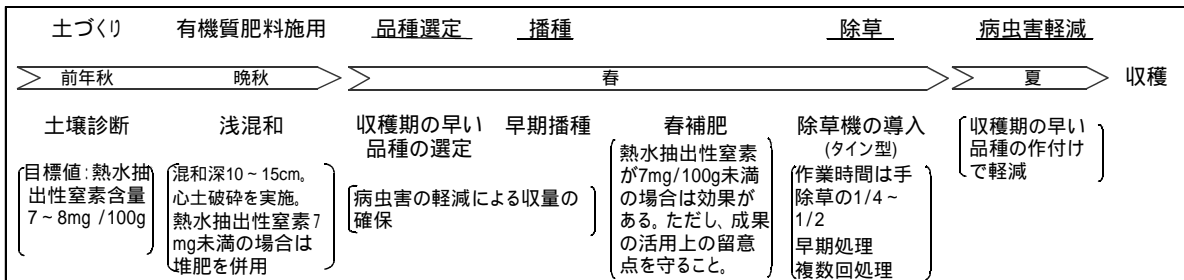 土づくり 有機質肥料施用 品種選定 播種 除草 病虫害軽減
前年秋 晩秋 春 夏 収穫
土壌診断
目標値:熱水抽
出性窒素含量
7~8mg /100g
浅混和
混和深10~15cm。
心土破砕を実施。
熱水抽出性窒素7
mg未満の場合は
堆肥を併用
収穫期の早い
品種の選定
早期播種
病虫害の軽減による収量の
確保
春補肥
熱水抽出性窒素
が7mg/100g未満
の場合は効果が
ある。ただし、成果
の活用上の留意
点を守ること。
除草機の導入
(タイン型)
作業時間は手
除草の1/4~
1/2
早期処理
複数回処理
収穫期の早い
品種の作付け
で軽減